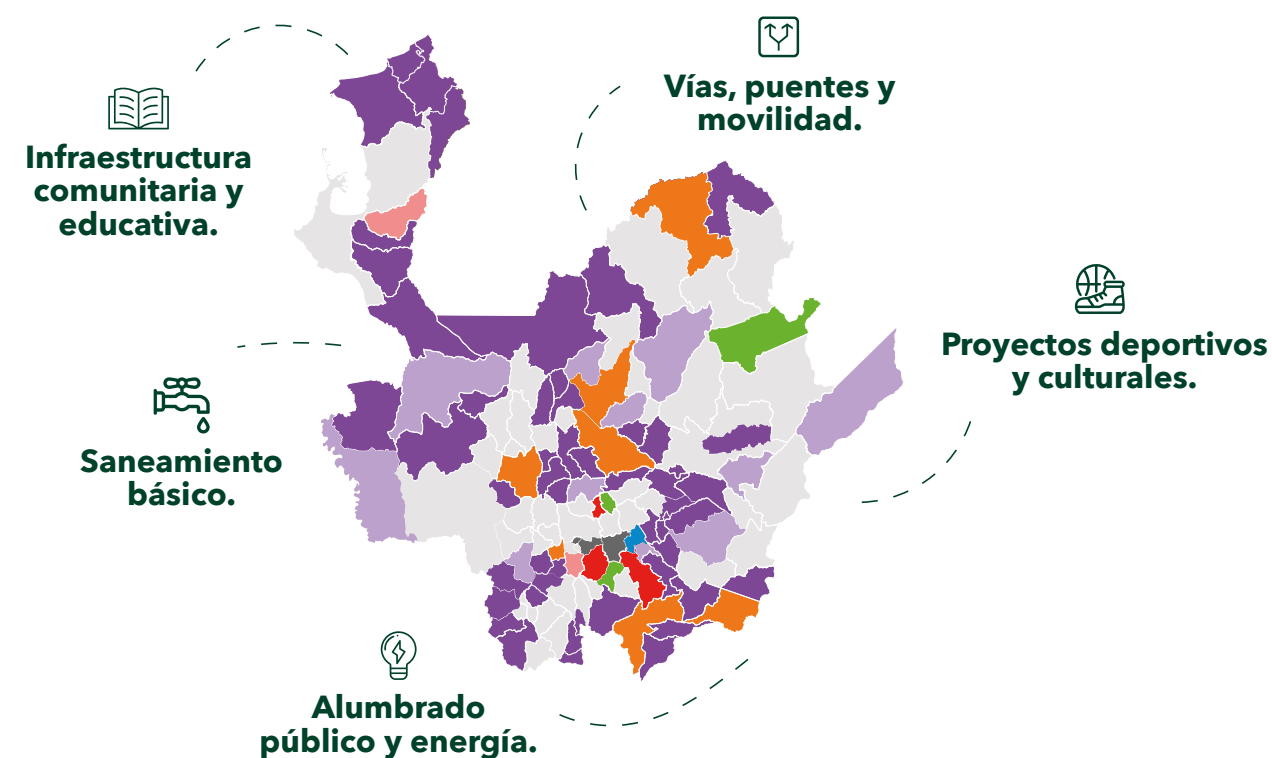 Vías, puentes y
movilidad.
Infraestructura
comunitaria y
educativa.
Proyectos deportivos
y culturales.
Saneamiento
básico.
Alumbrado
público y energía.